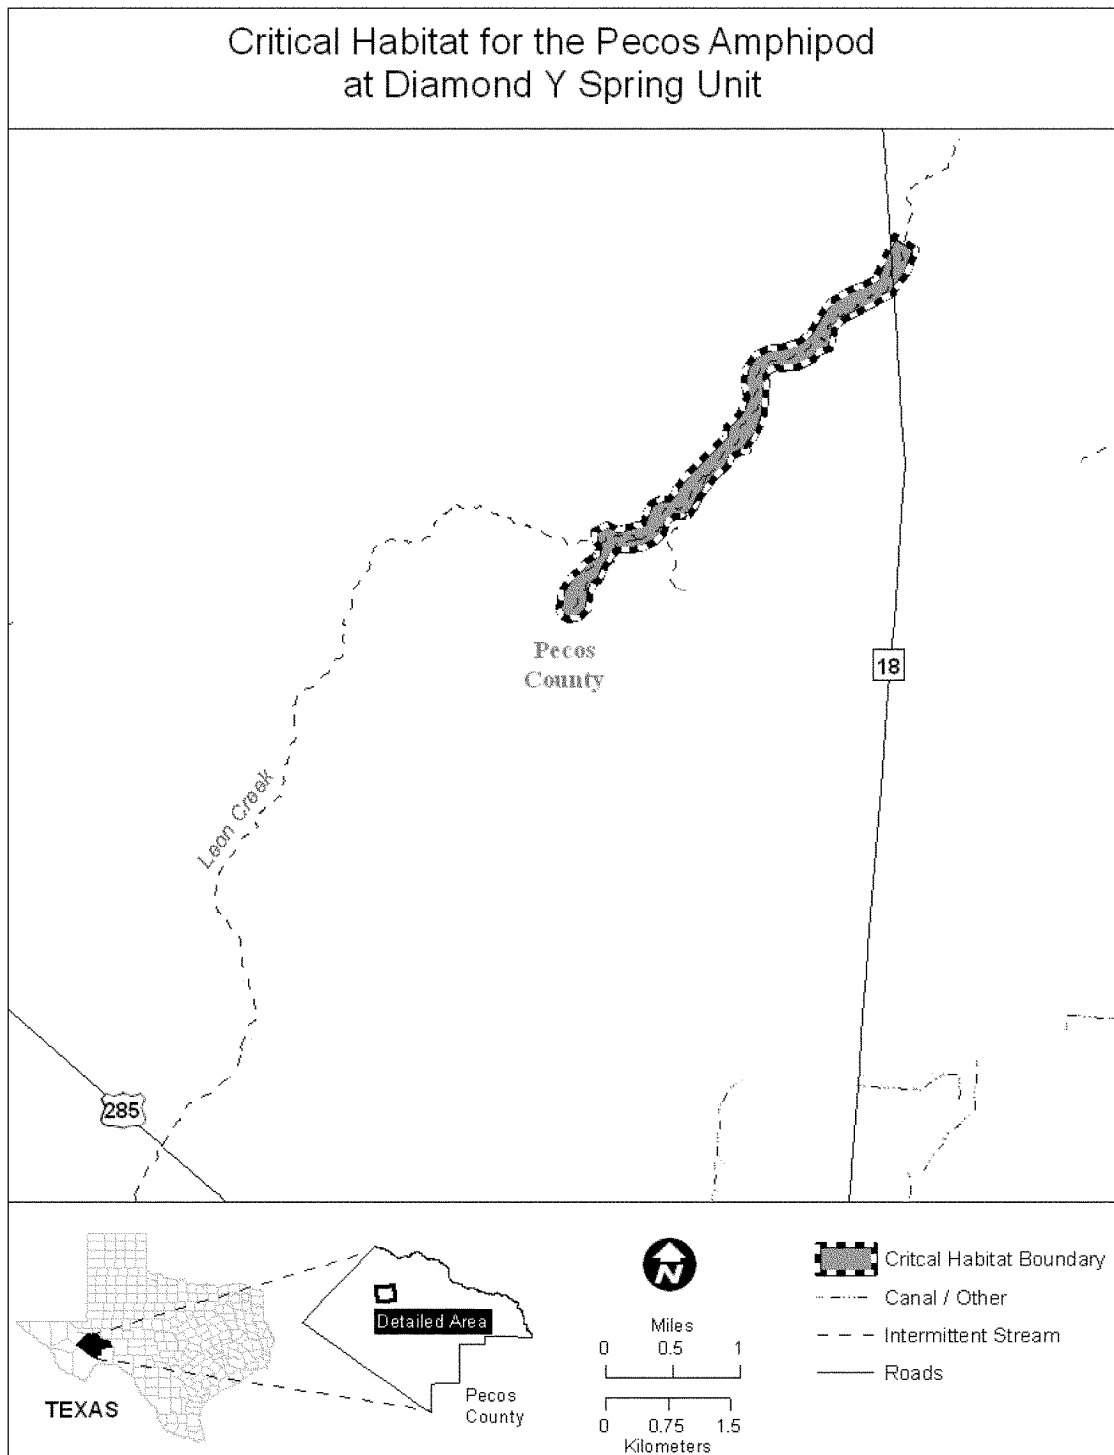 Critical Habitat for the Pecos Amphipod
at Diamond Y Spring Unit
Pecos
County
18
Leon Creek
285
TEXAS
Detailed Area
Pecos
County
N
Miles
0 0.5 1
0 0.75 1.5
Kilometers
Critcal Habitat Boundary
Canal / Other
Intermittent Stream
Roads